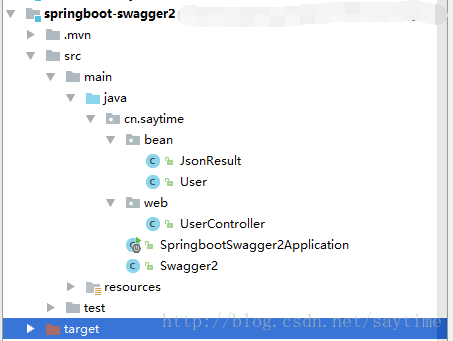 springboot-swagger2
.mvn
src
main
java
cn.saytime
bean
JsonResult
User
web
UserController
SpringbootSwagger2Application
Swagger2
resources
test
target
http://blog.csdn.net/saytime